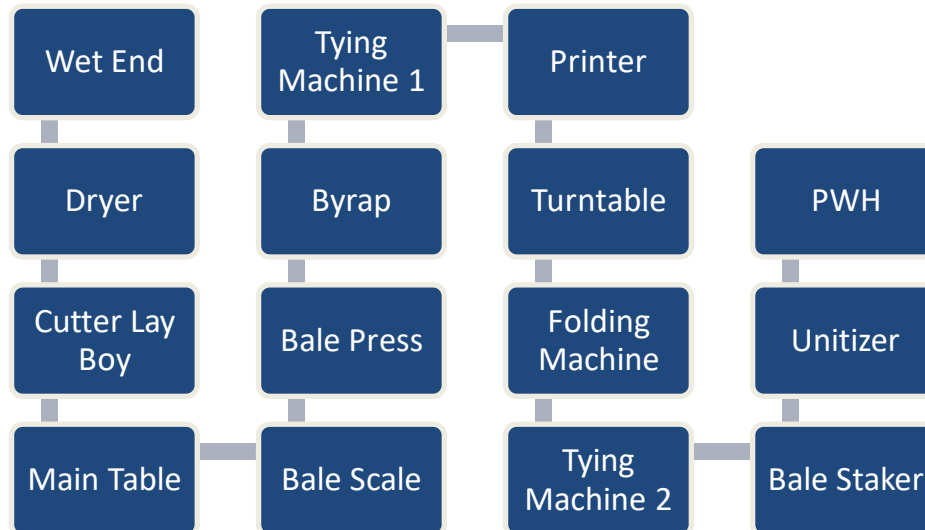 Wet End
Dryer
Cutter Lay
Boy
Main Table
Bale Scale
Bale Press
Byrap
Tying
Machine 1
Printer
Turntable
Folding
Machine
Tying
Machine 2
Bale Staker
Unitizer
PWH